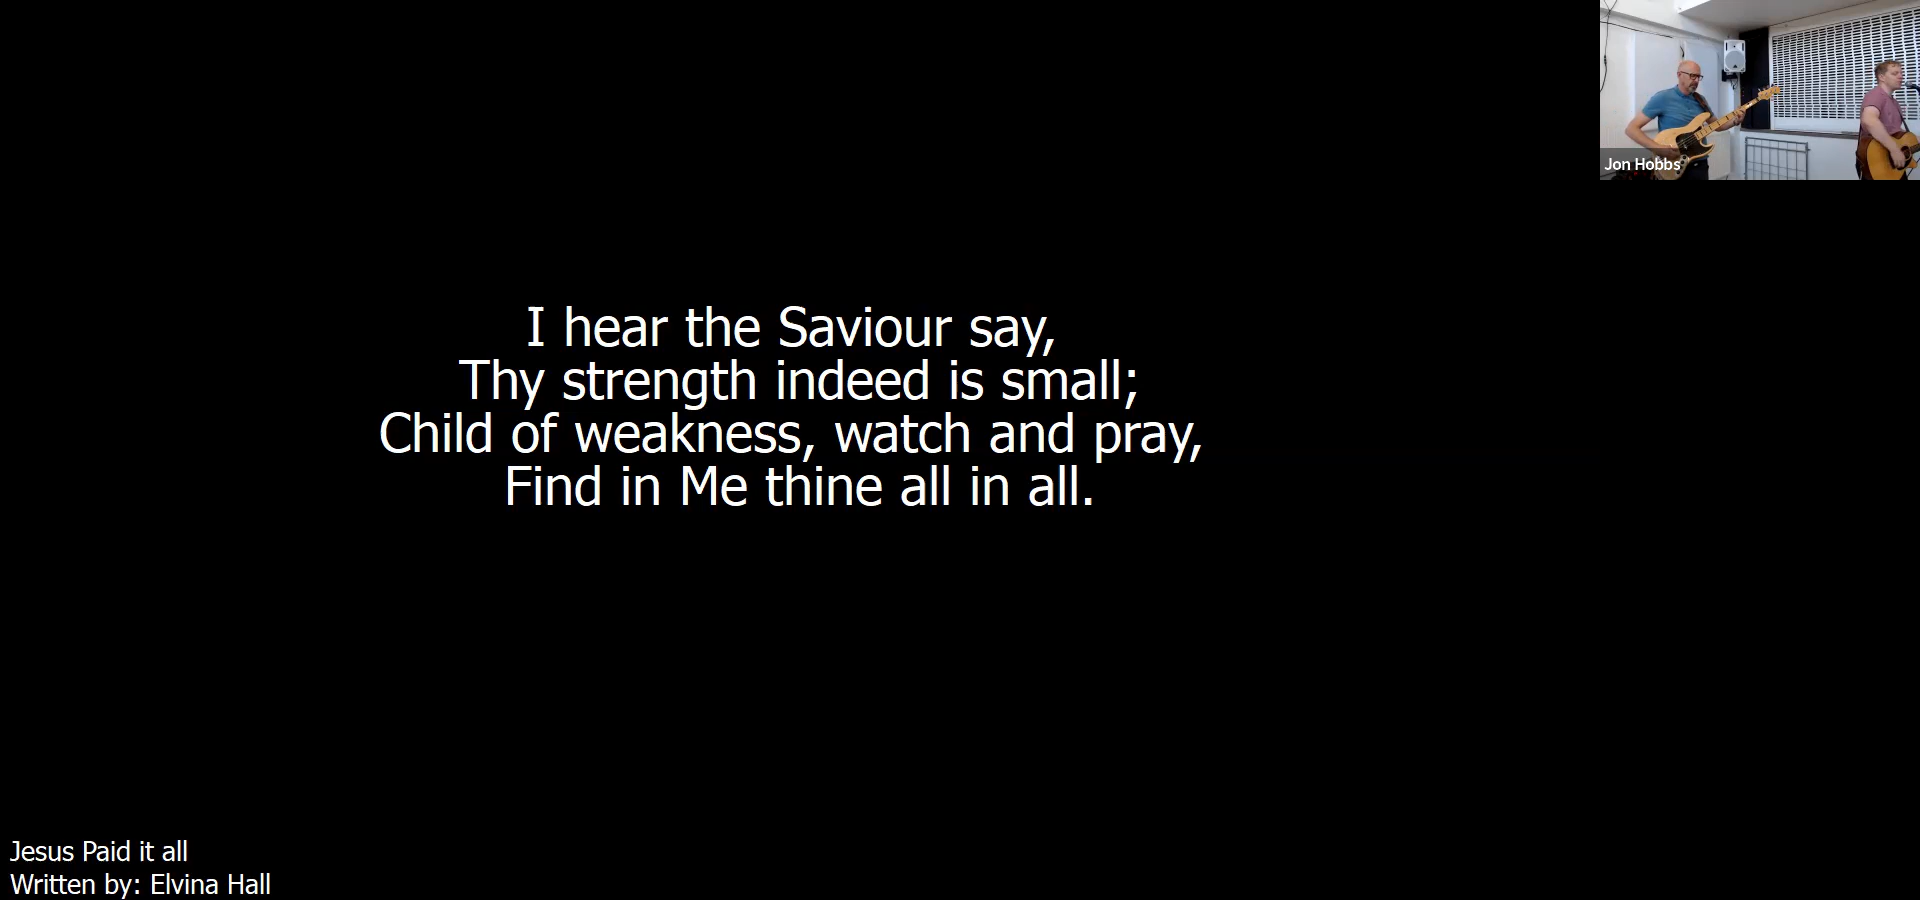 I hear the Saviour say,
Thy strength indeed is small;
Child of weakness, watch and pray,
Find in Me thine all in all.
Jesus Paid it all
Written by: Elvina Hall
Jon Hobbs